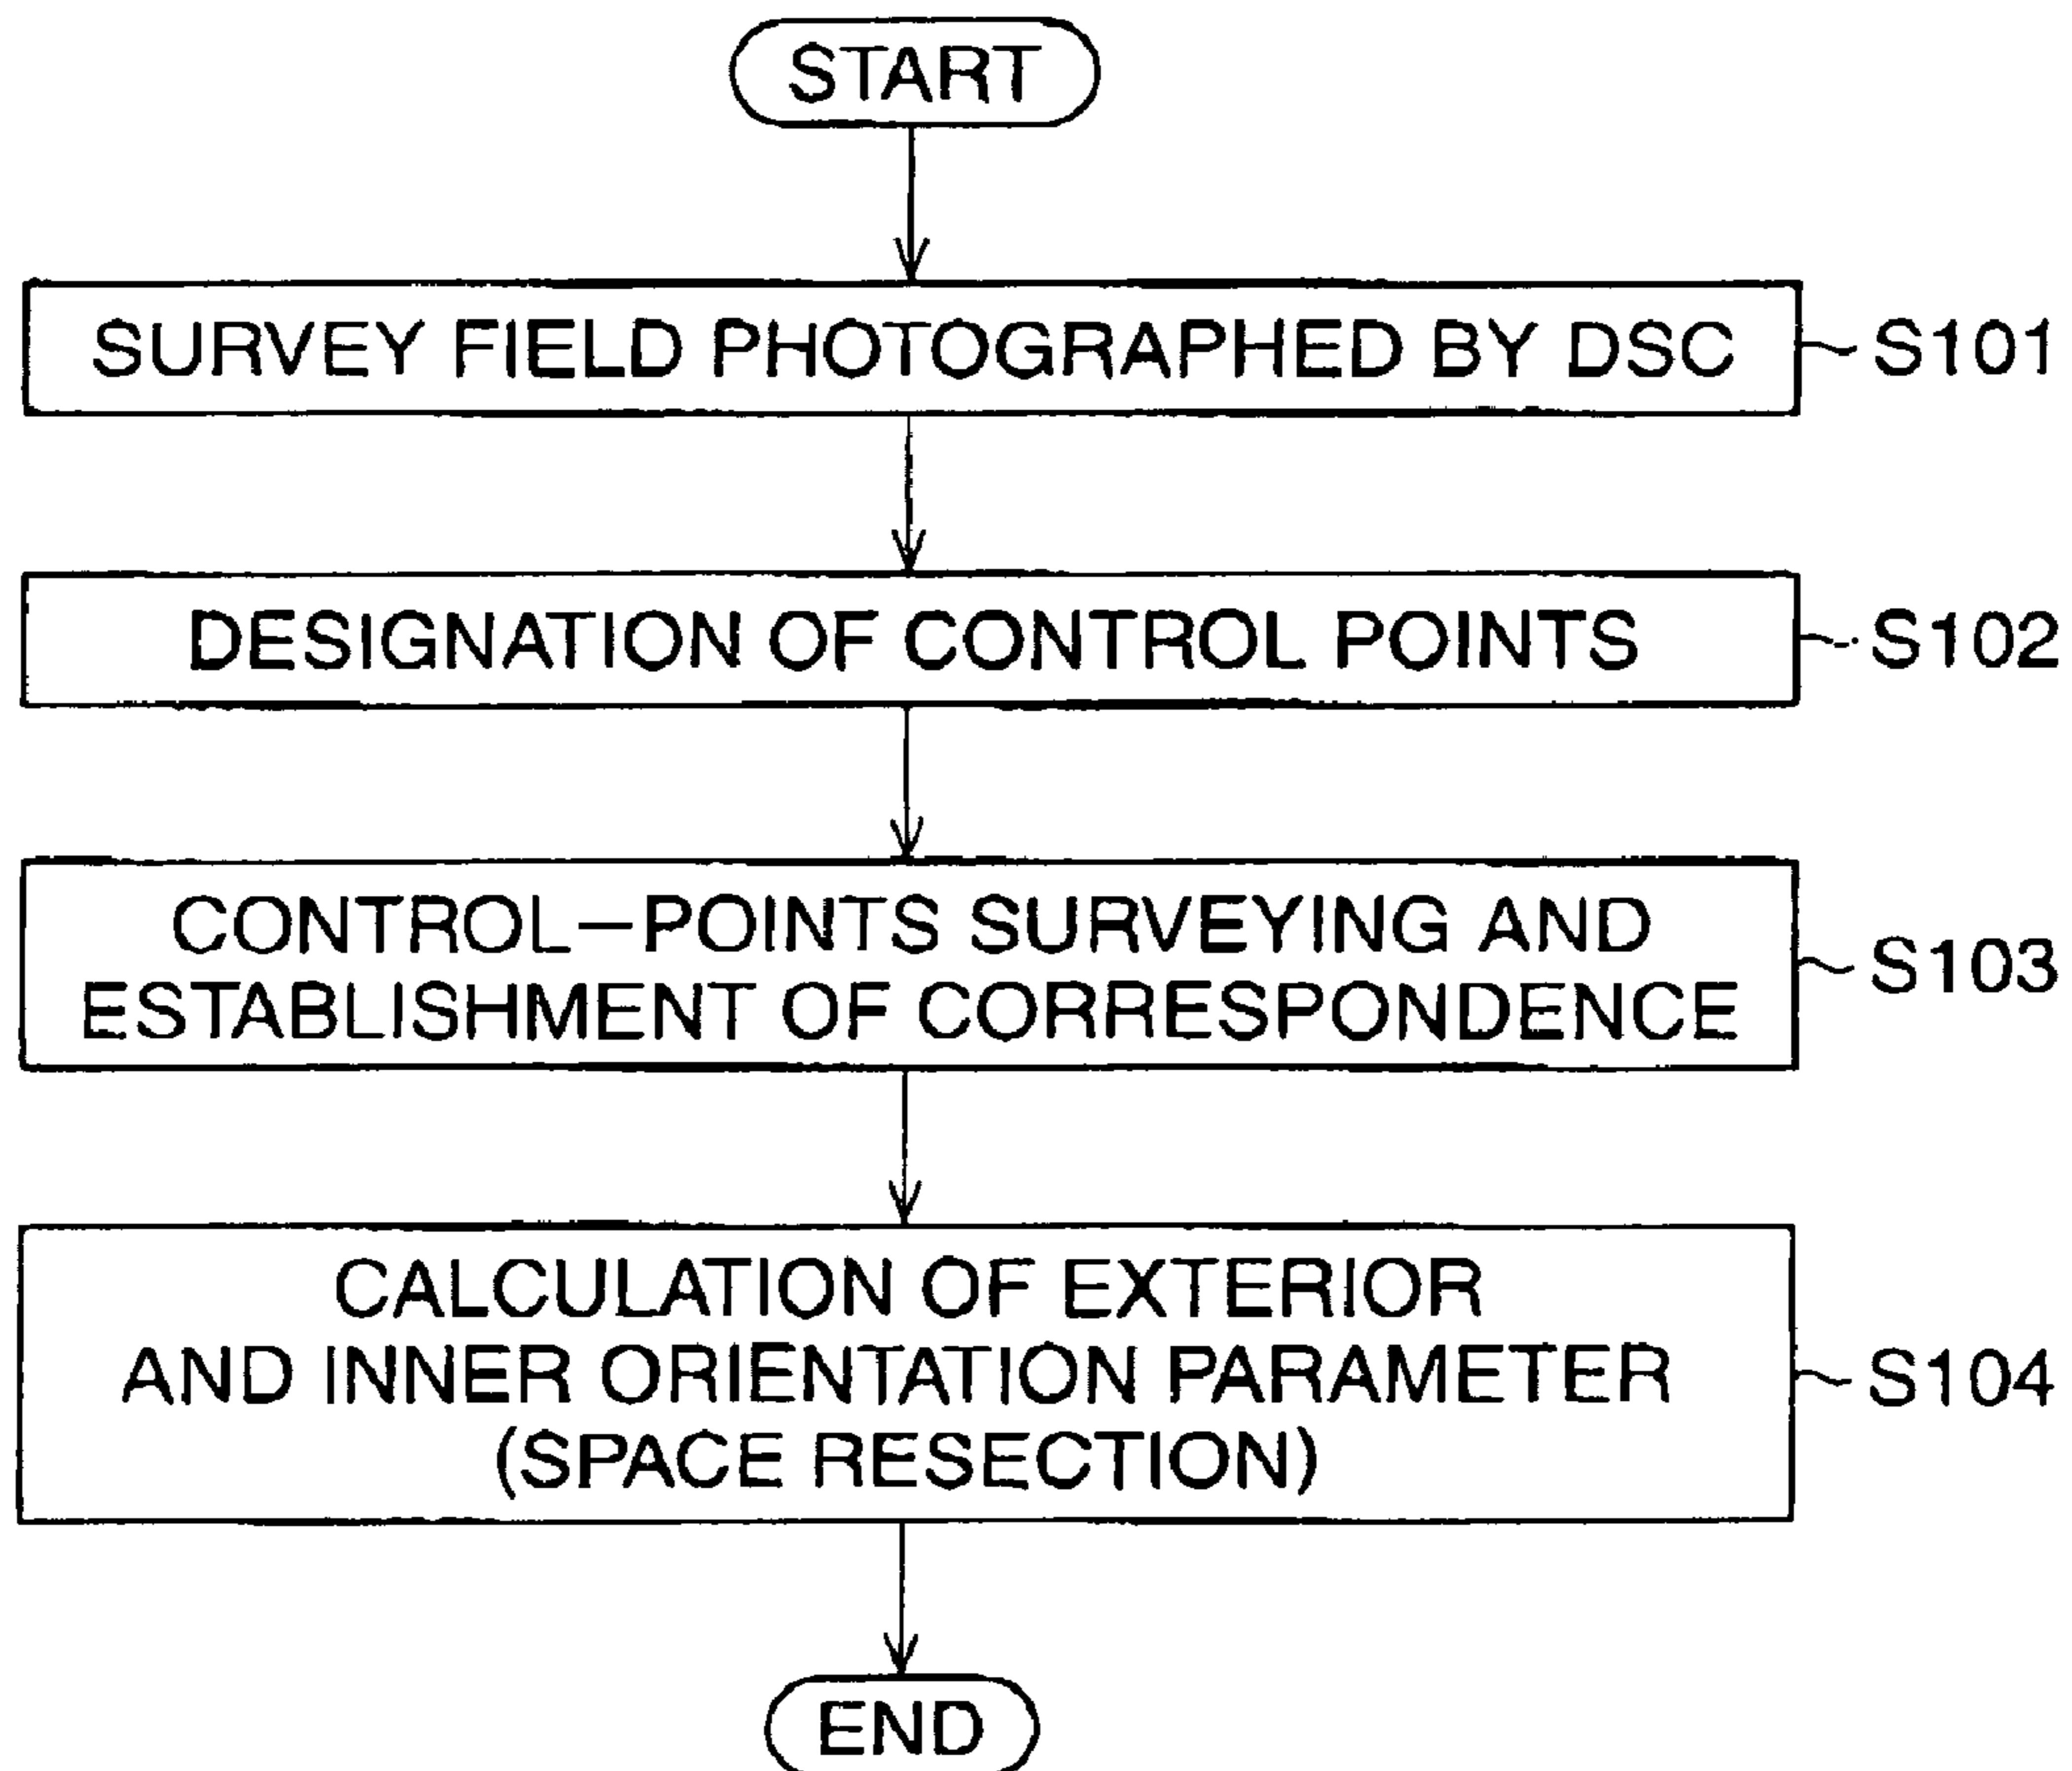 START
SURVEY FIELD PHOTOGRAPHED BY DSC
S101
DESIGNATION OF CONTROL POINTS
S102
CONTROL-POINTS SURVEYING AND
ESTABLISHMENT OF CORRESPONDENCE
S103
CALCULATION OF EXTERIOR
AND INNER ORIENTATION PARAMETER
(SPACE RESECTION)
S104
END